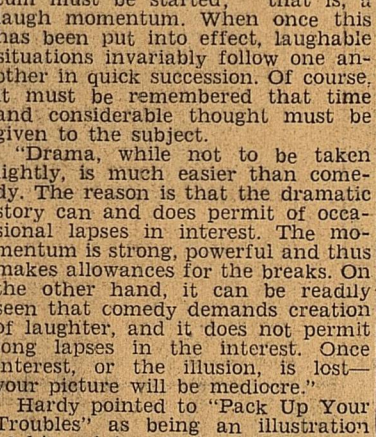 must be started, that is, a
laugh momentum. When once this
has been put into effect, laughable
situations invariably follow one an-
other in quick succession. Of course,
it must be remembered that time
and considerable thought must be
given to the subject.
"Drama, while not to be taken
lightly, is much easier than come-
dy. The reason is that the dramatic
story can and does permit of occa-
sional lapses in interest. The mo-
mentum is strong, powerful and thus
makes allowances for the breaks. On
the other hand, it can be readily
seen that comedy demands creation
of laughter, and it does not permit
long lapses in the interest. Once
interest, or the illusion, is lost—
your picture will be mediocre."
Hardy pointed to "Pack Up Your
Troubles" as being an illustration